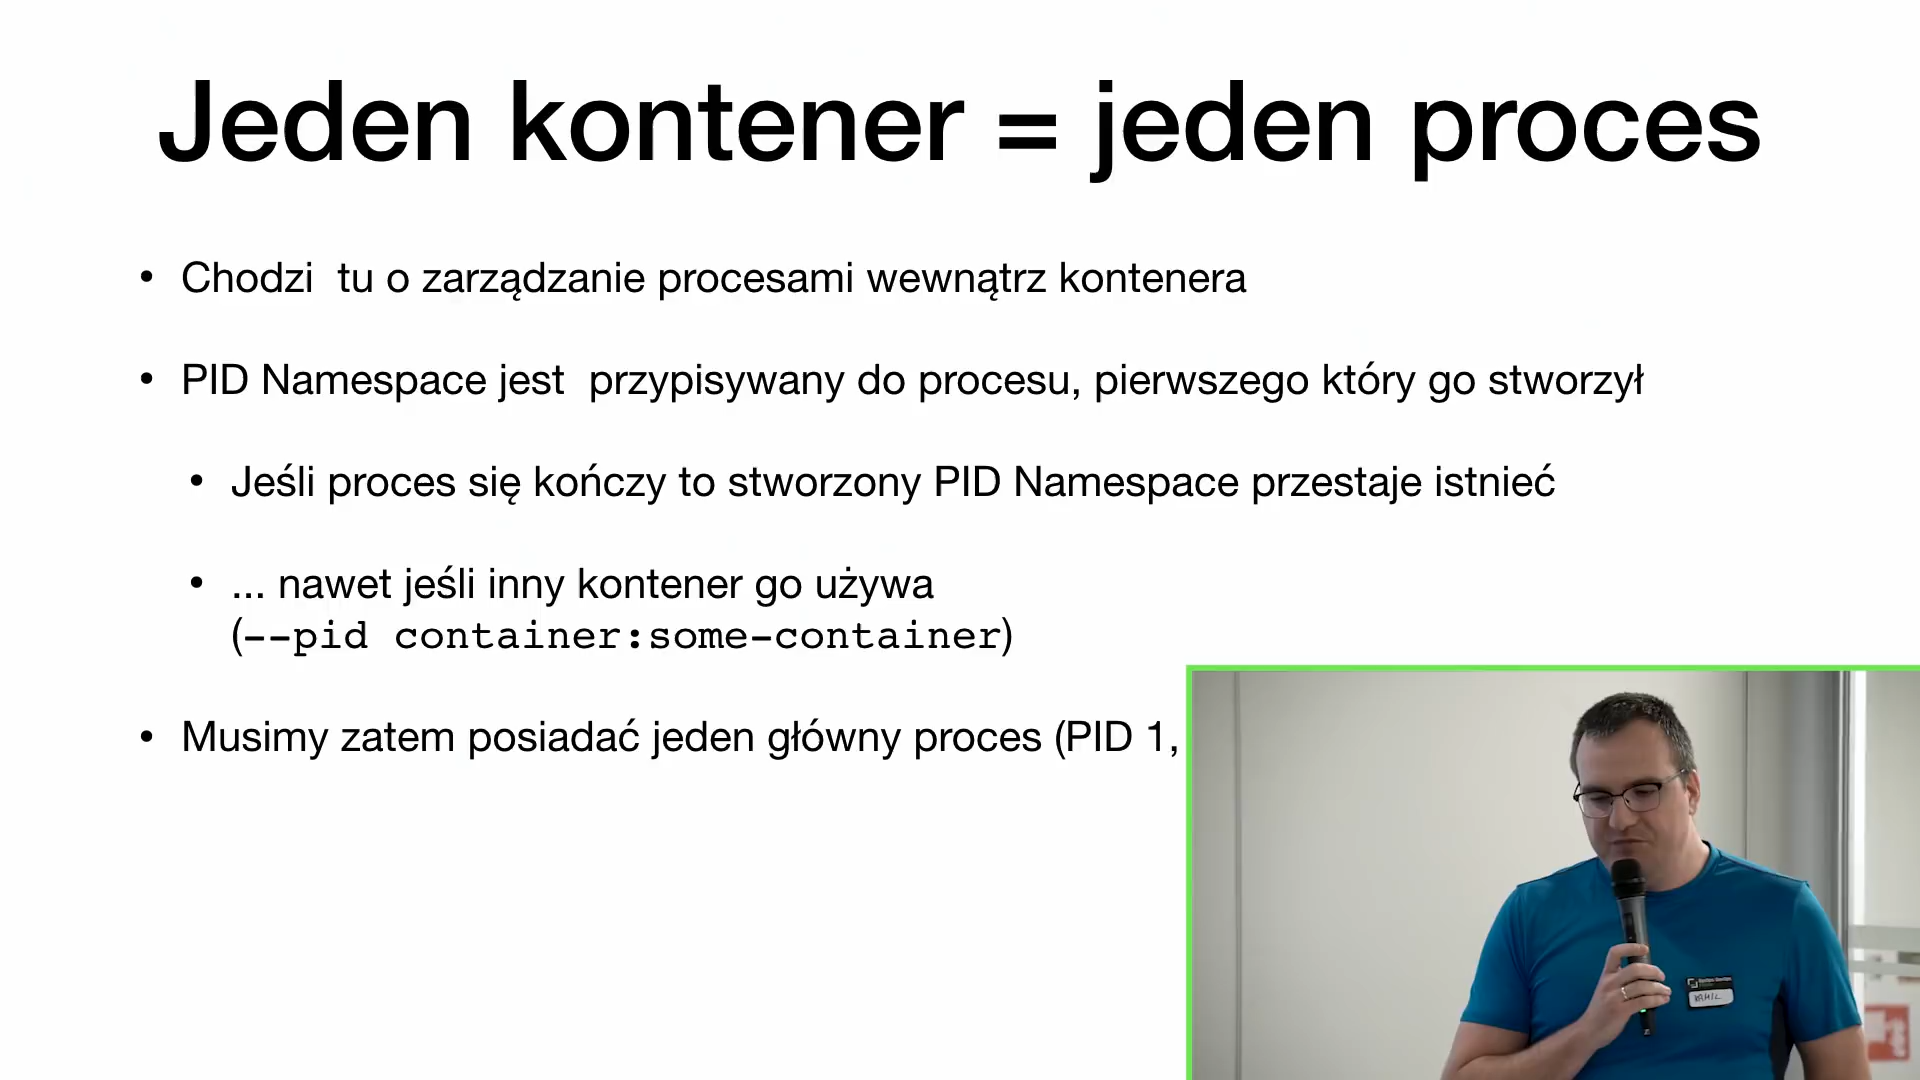 Jeden kontener = jeden proces
• Chodzi  tu o zarządzanie procesami wewnątrz kontenera
• PID Namespace jest  przypisywany do procesu, pierwszego który go stworzył
• Jeśli proces się kończy to stworzony PID Namespace przestaje istnieć
• ... nawet jeśli inny kontener go używa
(--pid container:some-container)
• Musimy zatem posiadać jeden główny proces (PID 1,